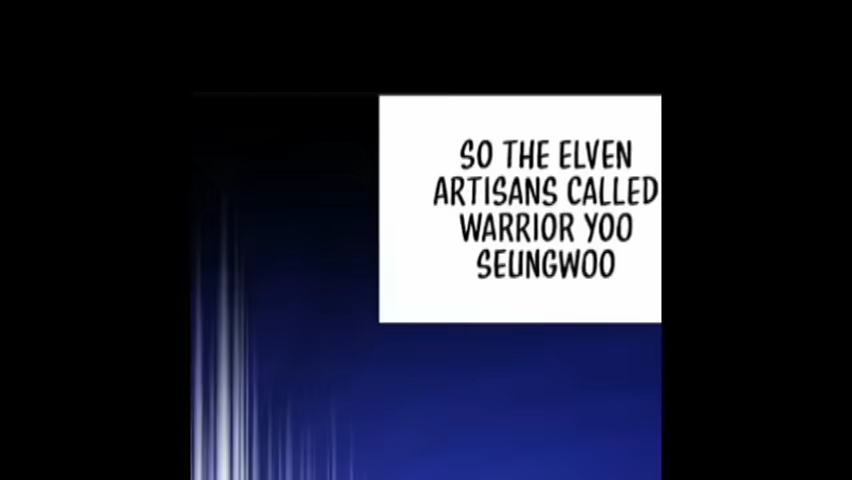 SO THE ELVEN
ARTISANS CALLED
WARRIOR YOO
SEUNGWOO